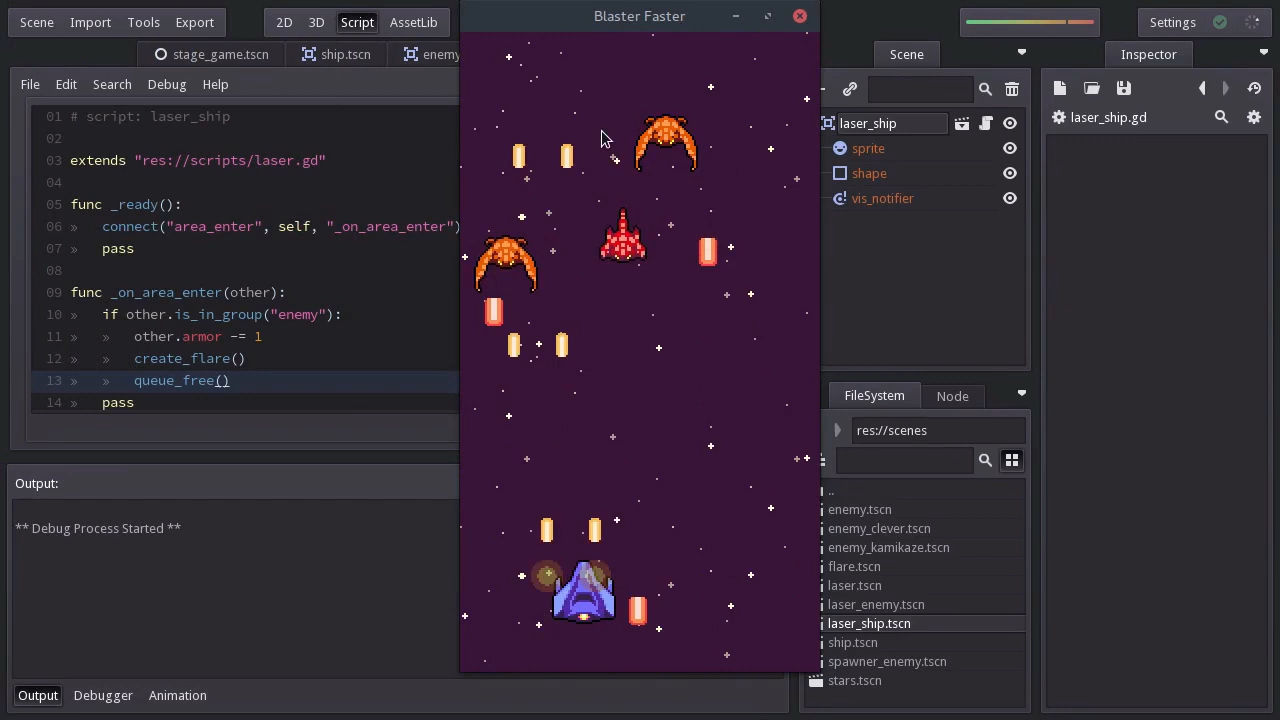 Scene Import Tools Export
2D 3D Script AssetLib
Blaster Faster
Settings
stage_game.tscn ship.tscn enemy
Scene
Inspector
File Edit Search Debug Help
01 # script: laser_ship
02
03 extends "res://scripts/laser.gd"
04
05 func _ready():
06 » connect("area_enter", self, "_on_area_enter")
07 » pass
08
09 func _on_area_enter(other):
10 » if other.is_in_group("enemy"):
11 » » other.armor -= 1
12 » » create_flare()
13 » » queue_free()
14 » pass
laser_ship
sprite
shape
vis_notifier
laser_ship.gd
FileSystem Node
res://scenes
..
enemy.tscn
enemy_clever.tscn
enemy_kamikaze.tscn
flare.tscn
laser.tscn
laser_enemy.tscn
laser_ship.tscn
ship.tscn
spawner_enemy.tscn
stars.tscn
Output:
** Debug Process Started **
Output Debugger Animation